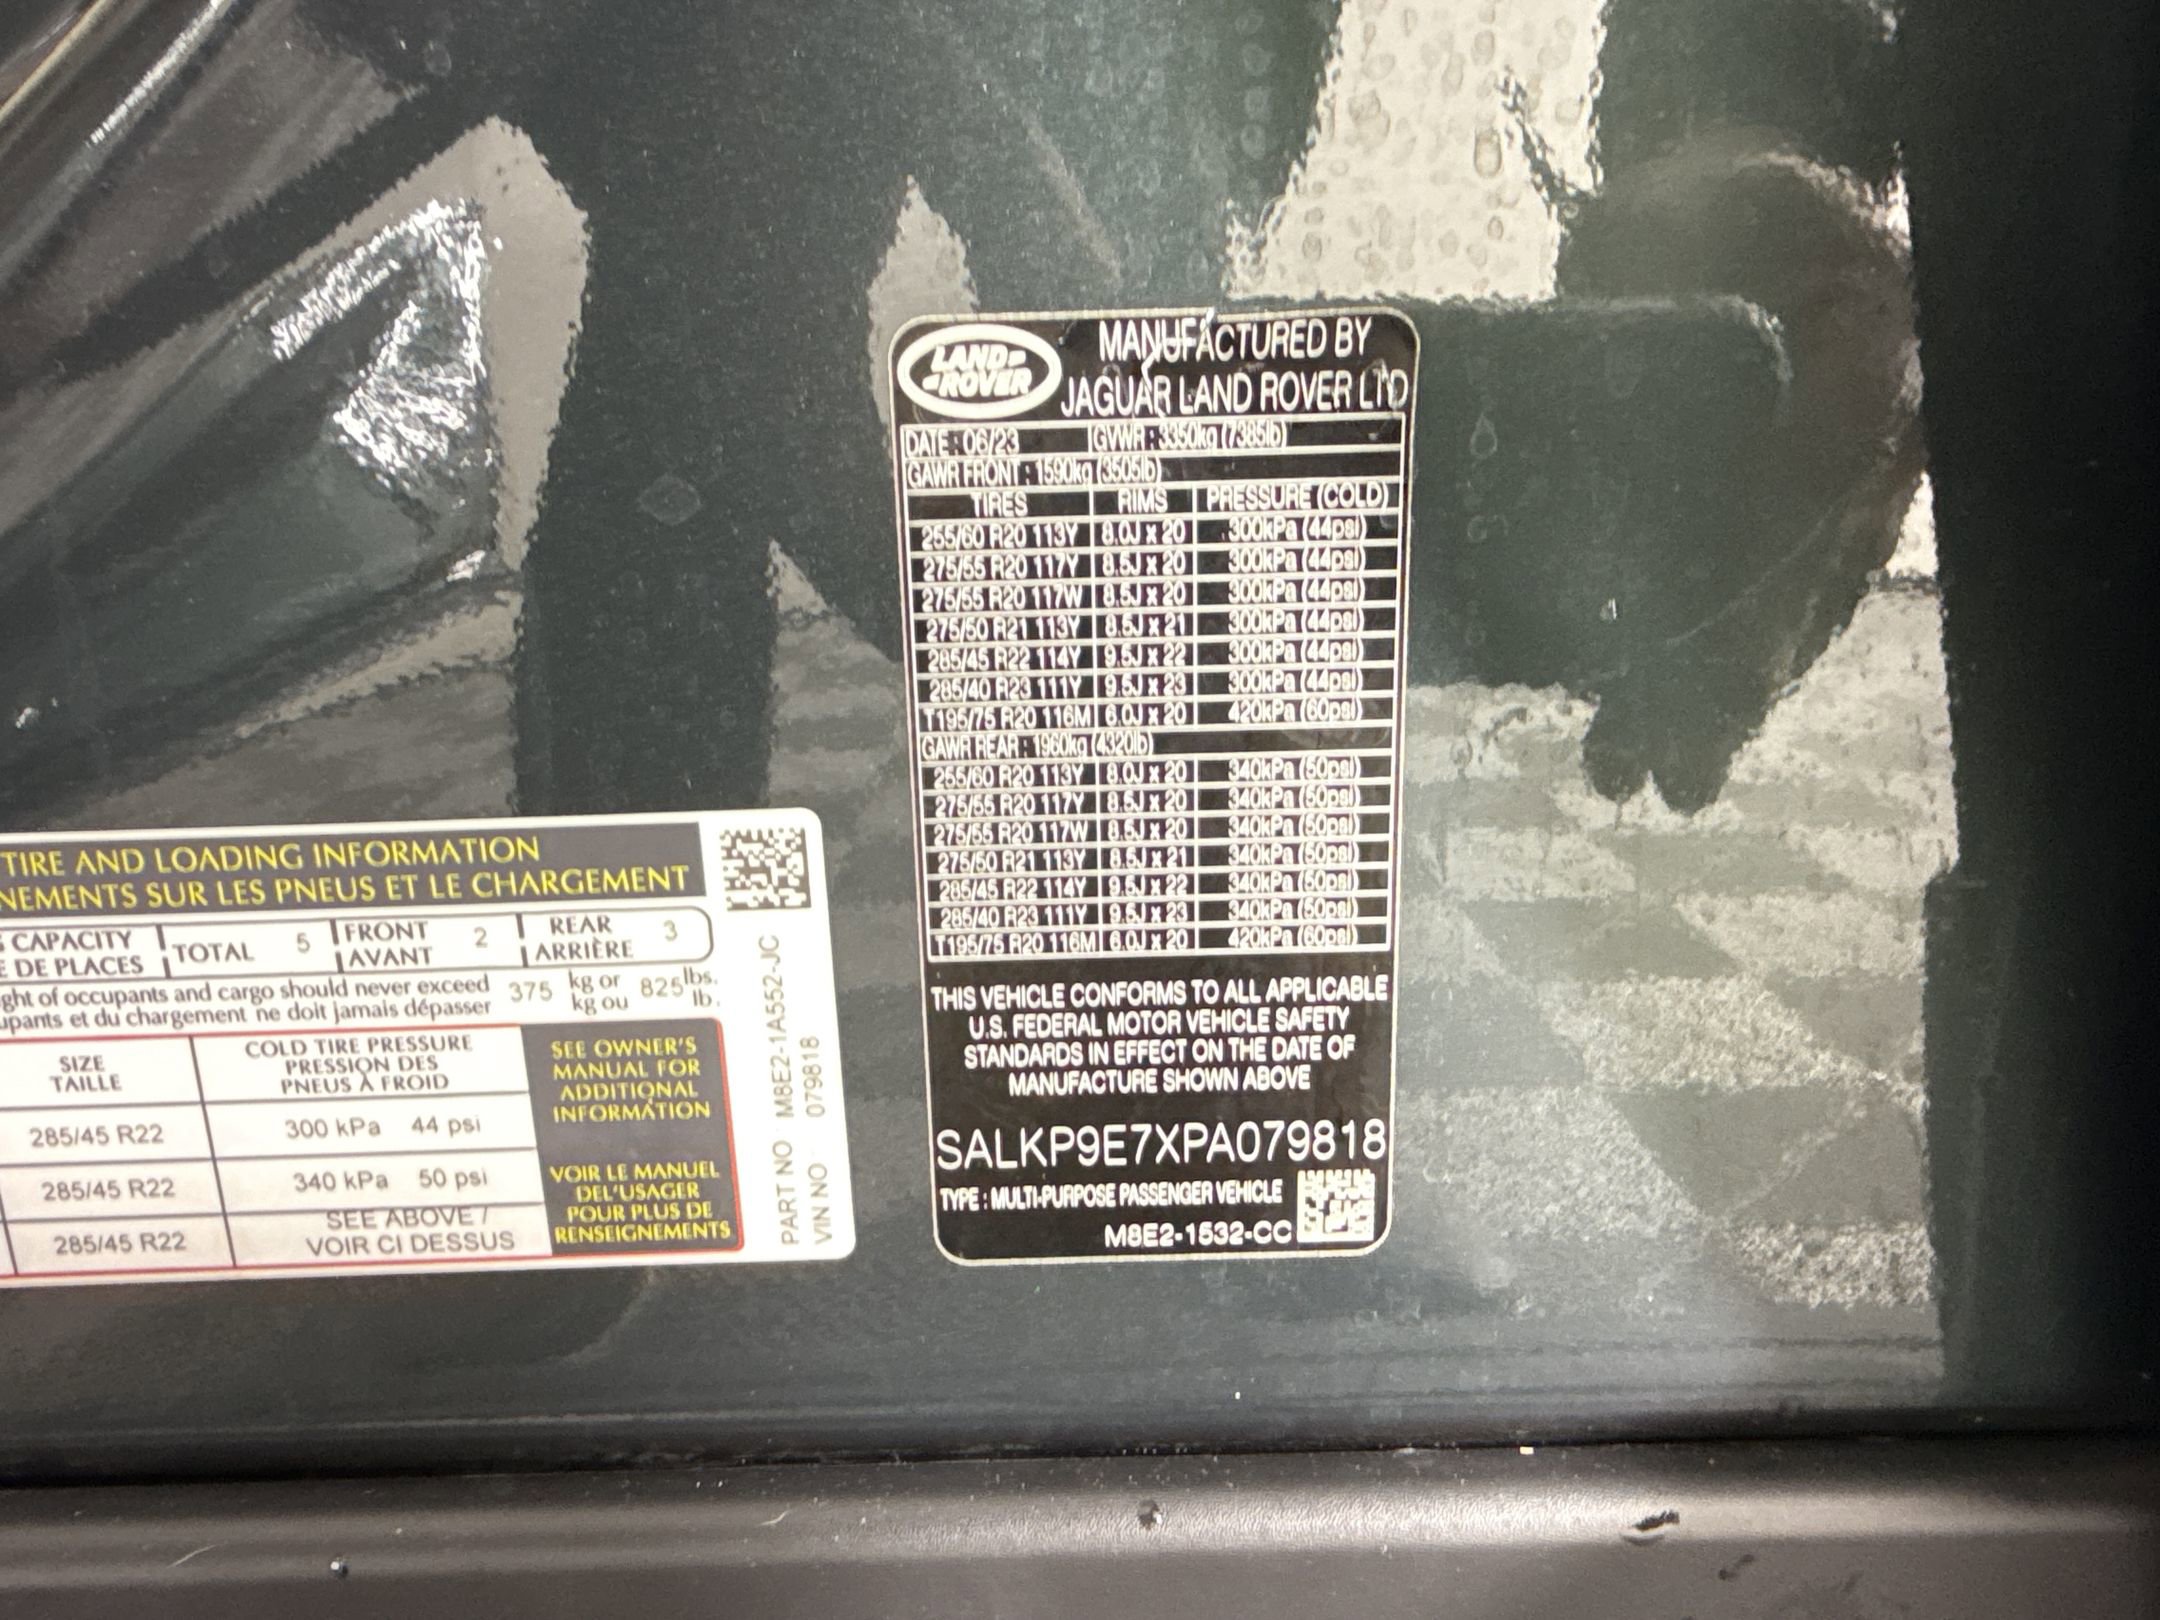 LAND-
-ROVER
MANUFACTURED BY
JAGUAR LAND ROVER LTD
DATE : 06/23 GVWR : 3350kg (7385lb)
GAWR FRONT : 1590kg (3505lb)
TIRES RIMS PRESSURE (COLD)
255/60 R20 113Y 8.0J x 20 300kPa (44psi)
275/55 R20 117Y 8.5J x 20 300kPa (44psi)
275/55 R20 117W 8.5J x 20 300kPa (44psi)
275/50 R21 113Y 8.5J x 21 300kPa (44psi)
285/45 R22 114Y 9.5J x 22 300kPa (44psi)
285/40 R23 111Y 9.5J x 23 300kPa (44psi)
T195/75 R20 116M 6.0J x 20 420kPa (60psi)
GAWR REAR : 1960kg (4320lb)
255/60 R20 113Y 8.0J x 20 340kPa (50psi)
275/55 R20 117Y 8.5J x 20 340kPa (50psi)
275/55 R20 117W 8.5J x 20 340kPa (50psi)
275/50 R21 113Y 8.5J x 21 340kPa (50psi)
285/45 R22 114Y 9.5J x 22 340kPa (50psi)
285/40 R23 111Y 9.5J x 23 340kPa (50psi)
T195/75 R20 116M 6.0J x 20 420kPa (60psi)
THIS VEHICLE CONFORMS TO ALL APPLICABLE
U.S. FEDERAL MOTOR VEHICLE SAFETY
STANDARDS IN EFFECT ON THE DATE OF
MANUFACTURE SHOWN ABOVE
SALKP9E7XPA079818
TYPE : MULTI-PURPOSE PASSENGER VEHICLE
M8E2-1532-CC
TIRE AND LOADING INFORMATION
NEMENTS SUR LES PNEUS ET LE CHARGEMENT
CAPACITY TOTAL 5 FRONT 2 REAR 3
E DE PLACES AVANT ARRIÈRE
ght of occupants and cargo should never exceed 375 kg or 825 lbs.
upants et du chargement ne doit jamais dépasser kg ou lb.
SIZE
TAILLE
COLD TIRE PRESSURE
PRESSION DES
PNEUS À FROID
285/45 R22 300 kPa 44 psi
285/45 R22 340 kPa 50 psi
285/45 R22 SEE ABOVE /
VOIR CI DESSUS
SEE OWNER'S
MANUAL FOR
ADDITIONAL
INFORMATION
VOIR LE MANUEL
DEL'USAGER
POUR PLUS DE
RENSEIGNEMENTS
PART NO M8E2-1A552-JC
VIN NO 079818